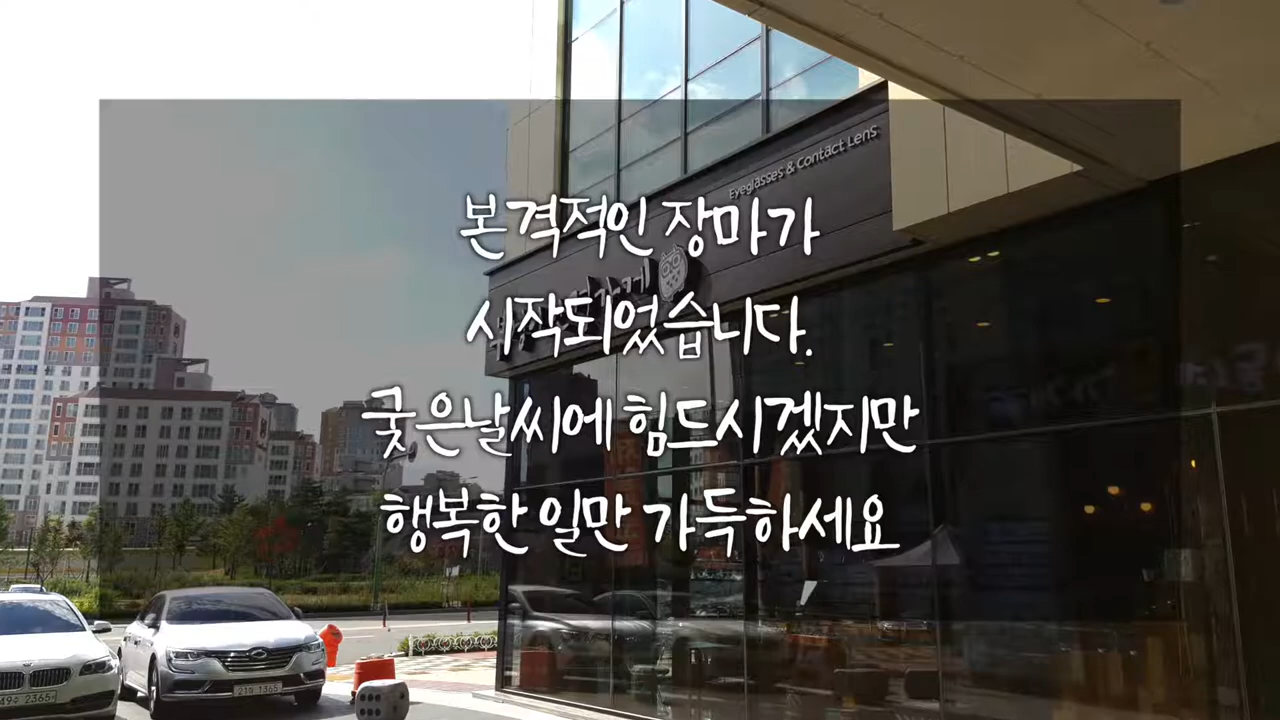 Eyeglasses & Contact Lens
본격적인 장마가
시작되었습니다.
궂은날씨에 힘드시겠지만
행복한 일만 가득하세요
2365
1365